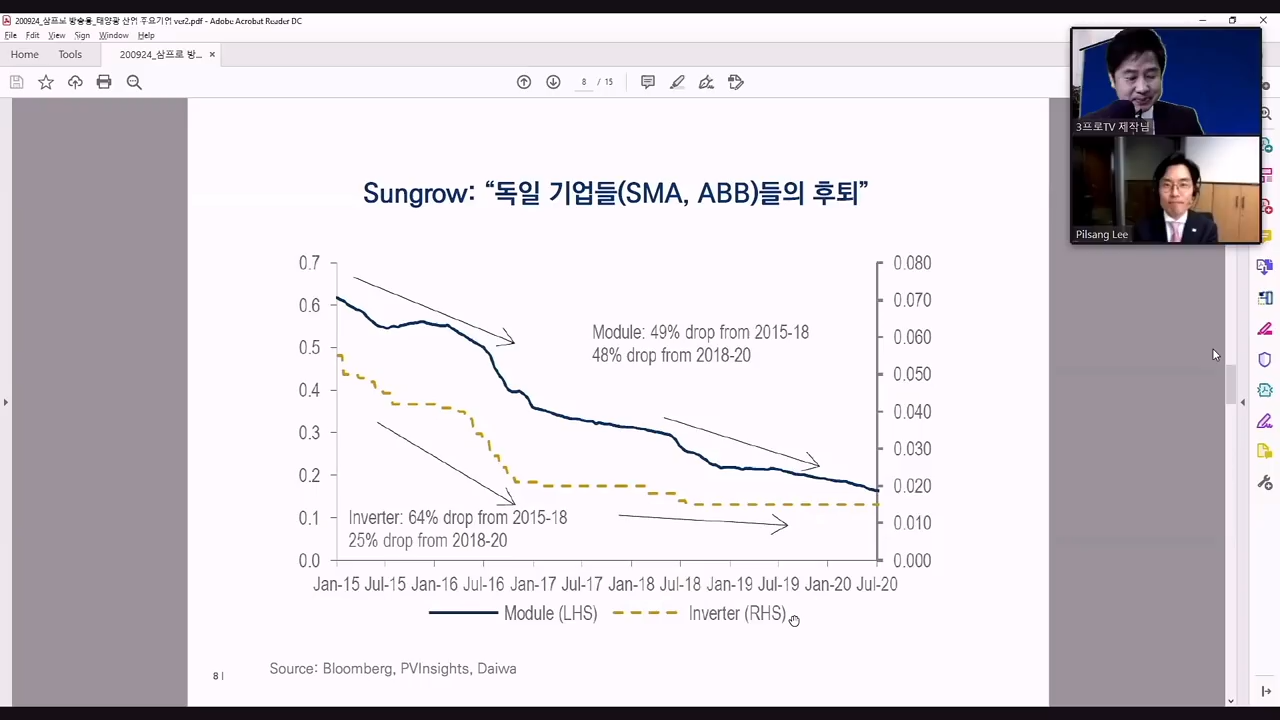 200924_삼프로 방송용_태양광 산업 주요기업 ver2.pdf - Adobe Acrobat Reader DC
File Edit View Sign Window Help
Home Tools 200924_삼프로 방... ×
8 / 15
3프로TV 제작님
Pilsang Lee
Sungrow: “독일 기업들(SMA, ABB)들의 후퇴”
0.7
0.6
0.5
0.4
0.3
0.2
0.1
0.0
0.080
0.070
0.060
0.050
0.040
0.030
0.020
0.010
0.000
Module: 49% drop from 2015-18
48% drop from 2018-20
Inverter: 64% drop from 2015-18
25% drop from 2018-20
Jan-15 Jul-15 Jan-16 Jul-16 Jan-17 Jul-17 Jan-18 Jul-18 Jan-19 Jul-19 Jan-20 Jul-20
Module (LHS) Inverter (RHS)
Source: Bloomberg, PVInsights, Daiwa
8 |